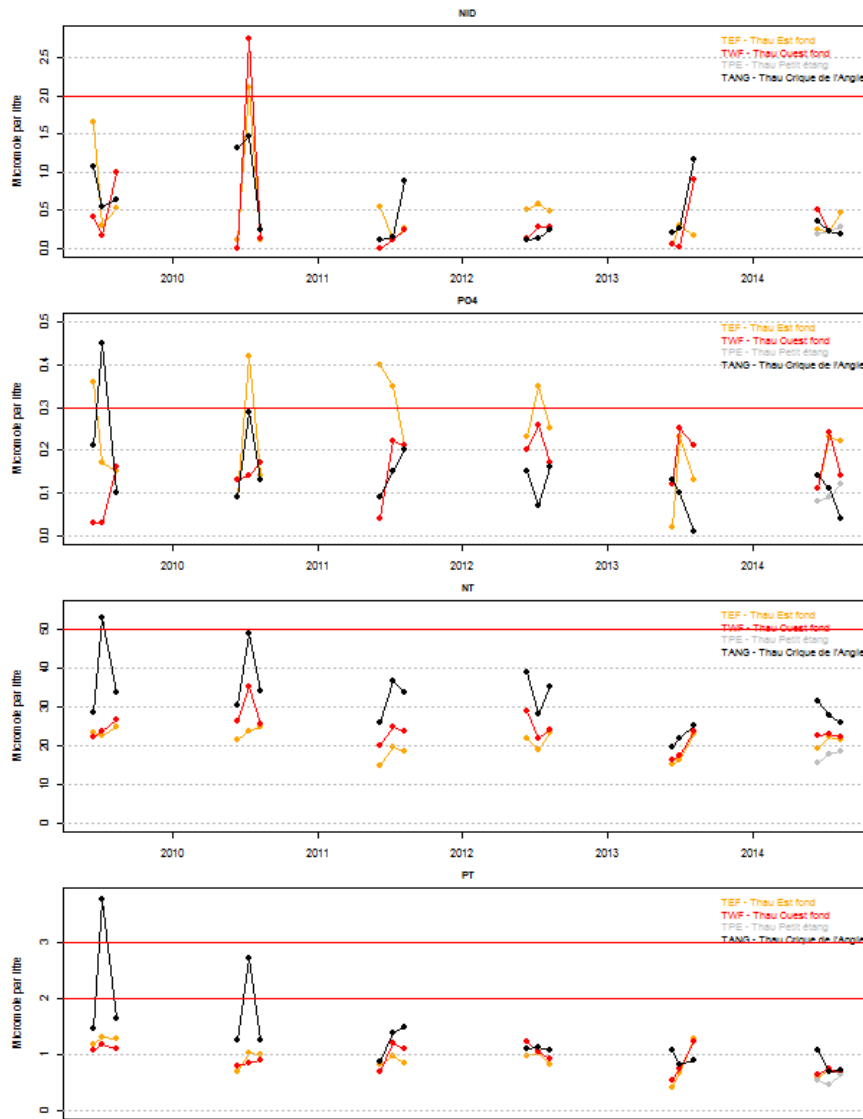 NID
Micromole par litre
2.5
2.0
1.5
1.0
0.5
0.0
TEF - Thau Est fond
TWF - Thau Ouest fond
TPE - Thau Petit étang
TANG - Thau Crique de l'Angle
2010
2011
2012
2013
2014
PO4
Micromole par litre
0.5
0.4
0.3
0.2
0.1
0.0
TEF - Thau Est fond
TWF - Thau Ouest fond
TPE - Thau Petit étang
TANG - Thau Crique de l'Angle
2010
2011
2012
2013
2014
NT
Micromole par litre
50
40
30
20
10
0
TEF - Thau Est fond
TWF - Thau Ouest fond
TPE - Thau Petit étang
TANG - Thau Crique de l'Angle
2010
2011
2012
2013
2014
PT
Micromole par litre
3
2
1
0
TEF - Thau Est fond
TWF - Thau Ouest fond
TPE - Thau Petit étang
TANG - Thau Crique de l'Angle